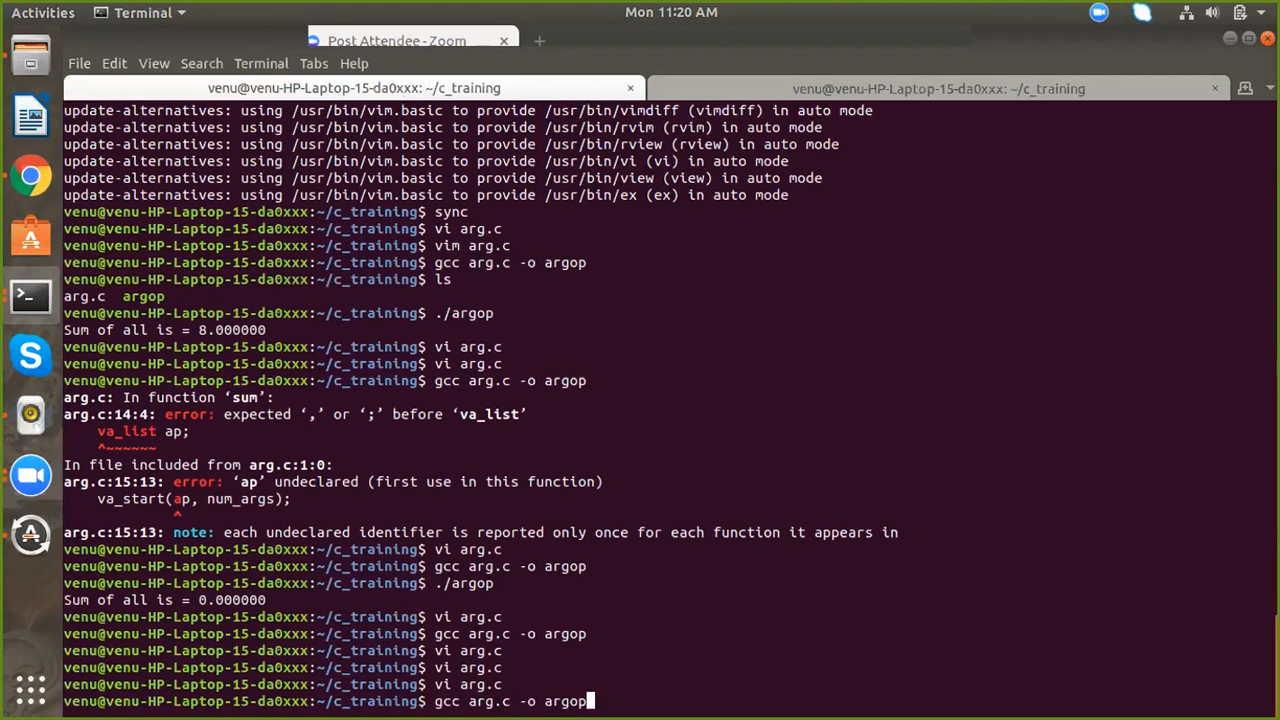 Activities Terminal Mon 11:20 AM
Post Attendee - Zoom
File Edit View Search Terminal Tabs Help
venu@venu-HP-Laptop-15-da0xxx: ~/c_training venu@venu-HP-Laptop-15-da0xxx: ~/c_training
update-alternatives: using /usr/bin/vim.basic to provide /usr/bin/vimdiff (vimdiff) in auto mode
update-alternatives: using /usr/bin/vim.basic to provide /usr/bin/rvim (rvim) in auto mode
update-alternatives: using /usr/bin/vim.basic to provide /usr/bin/rview (rview) in auto mode
update-alternatives: using /usr/bin/vim.basic to provide /usr/bin/vi (vi) in auto mode
update-alternatives: using /usr/bin/vim.basic to provide /usr/bin/view (view) in auto mode
update-alternatives: using /usr/bin/vim.basic to provide /usr/bin/ex (ex) in auto mode
venu@venu-HP-Laptop-15-da0xxx:~/c_training$ sync
venu@venu-HP-Laptop-15-da0xxx:~/c_training$ vi arg.c
venu@venu-HP-Laptop-15-da0xxx:~/c_training$ vim arg.c
venu@venu-HP-Laptop-15-da0xxx:~/c_training$ gcc arg.c -o argop
venu@venu-HP-Laptop-15-da0xxx:~/c_training$ ls
arg.c argop
venu@venu-HP-Laptop-15-da0xxx:~/c_training$ ./argop
Sum of all is = 8.000000
venu@venu-HP-Laptop-15-da0xxx:~/c_training$ vi arg.c
venu@venu-HP-Laptop-15-da0xxx:~/c_training$ vi arg.c
venu@venu-HP-Laptop-15-da0xxx:~/c_training$ gcc arg.c -o argop
arg.c: In function ‘sum’:
arg.c:14:4: error: expected ‘,’ or ‘;’ before ‘va_list’
va_list ap;
^~~~~~~
In file included from arg.c:1:0:
arg.c:15:13: error: ‘ap’ undeclared (first use in this function)
va_start(ap, num_args);
^
arg.c:15:13: note: each undeclared identifier is reported only once for each function it appears in
venu@venu-HP-Laptop-15-da0xxx:~/c_training$ vi arg.c
venu@venu-HP-Laptop-15-da0xxx:~/c_training$ gcc arg.c -o argop
venu@venu-HP-Laptop-15-da0xxx:~/c_training$ ./argop
Sum of all is = 0.000000
venu@venu-HP-Laptop-15-da0xxx:~/c_training$ vi arg.c
venu@venu-HP-Laptop-15-da0xxx:~/c_training$ gcc arg.c -o argop
venu@venu-HP-Laptop-15-da0xxx:~/c_training$ vi arg.c
venu@venu-HP-Laptop-15-da0xxx:~/c_training$ vi arg.c
venu@venu-HP-Laptop-15-da0xxx:~/c_training$ vi arg.c
venu@venu-HP-Laptop-15-da0xxx:~/c_training$ gcc arg.c -o argop